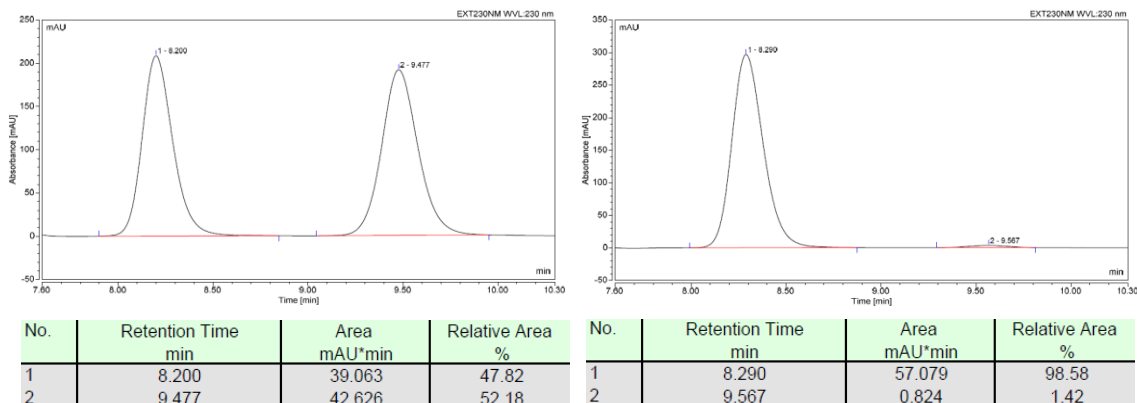 EXT230NM WVL:230 nm
mAU
1 - 8.200
2 - 9.477
200
150
100
50
0
-50
Absorbance [mAU]
min
7.60
8.00
8.50
9.00
9.50
10.00
10.30
Time [min]
No. Retention Time Area Relative Area
min mAU*min %
1 8.200 39.063 47.82
2 9.477 42.626 52.18
EXT230NM WVL:230 nm
350
mAU
1 - 8.290
2 - 9.567
300
250
200
150
100
50
0
-50
Absorbance [mAU]
min
7.60
8.00
8.50
9.00
9.50
10.00
10.30
Time [min]
No. Retention Time Area Relative Area
min mAU*min %
1 8.290 57.079 98.58
2 9.567 0.824 1.42